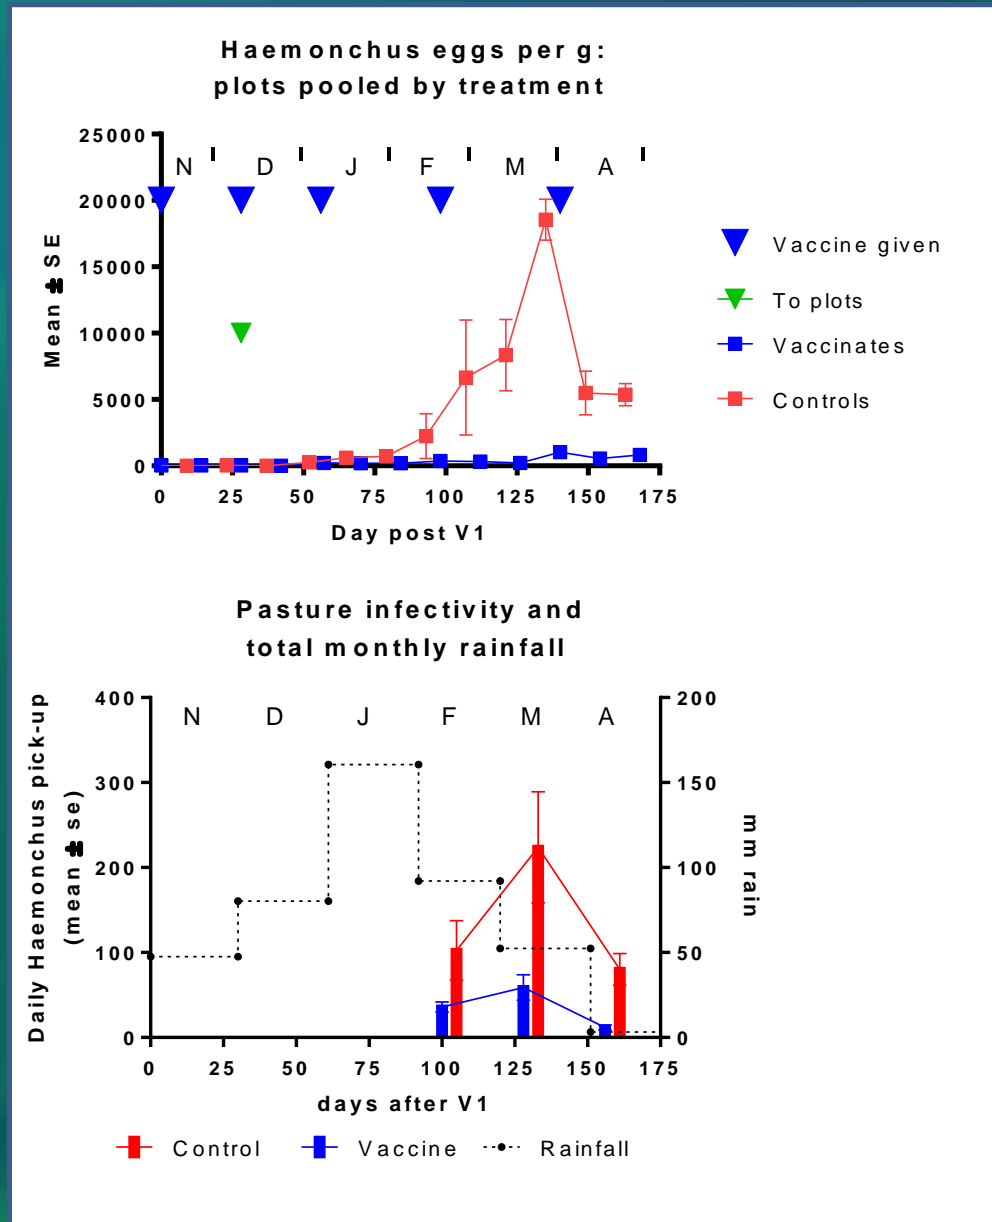 Haemonchus eggs per g:
plots pooled by treatment
25000
20000
15000
10000
5000
0
Mean ± SE
N D J F M A
0 25 50 75 100 125 150 175
Day post V1
Vaccine given
To plots
Vaccinates
Controls
Pasture infectivity and
total monthly rainfall
400
300
200
100
0
Daily Haemonchus pick-up
(mean ± se)
N D J F M A
200
150
100
50
0
mm rain
0 25 50 75 100 125 150 175
days after V1
Control Vaccine Rainfall